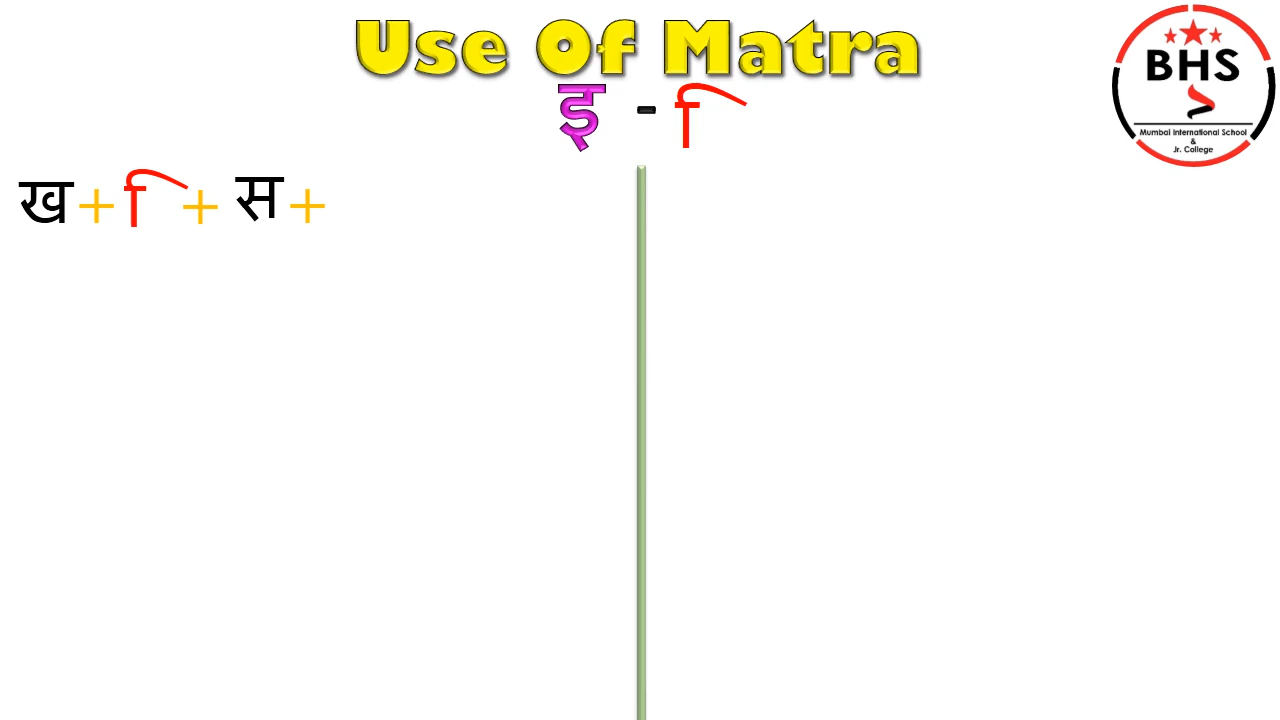 Use Of Matra
इ - ि
ख + ि + स +
BHS
Mumbai International School
&
Jr. College